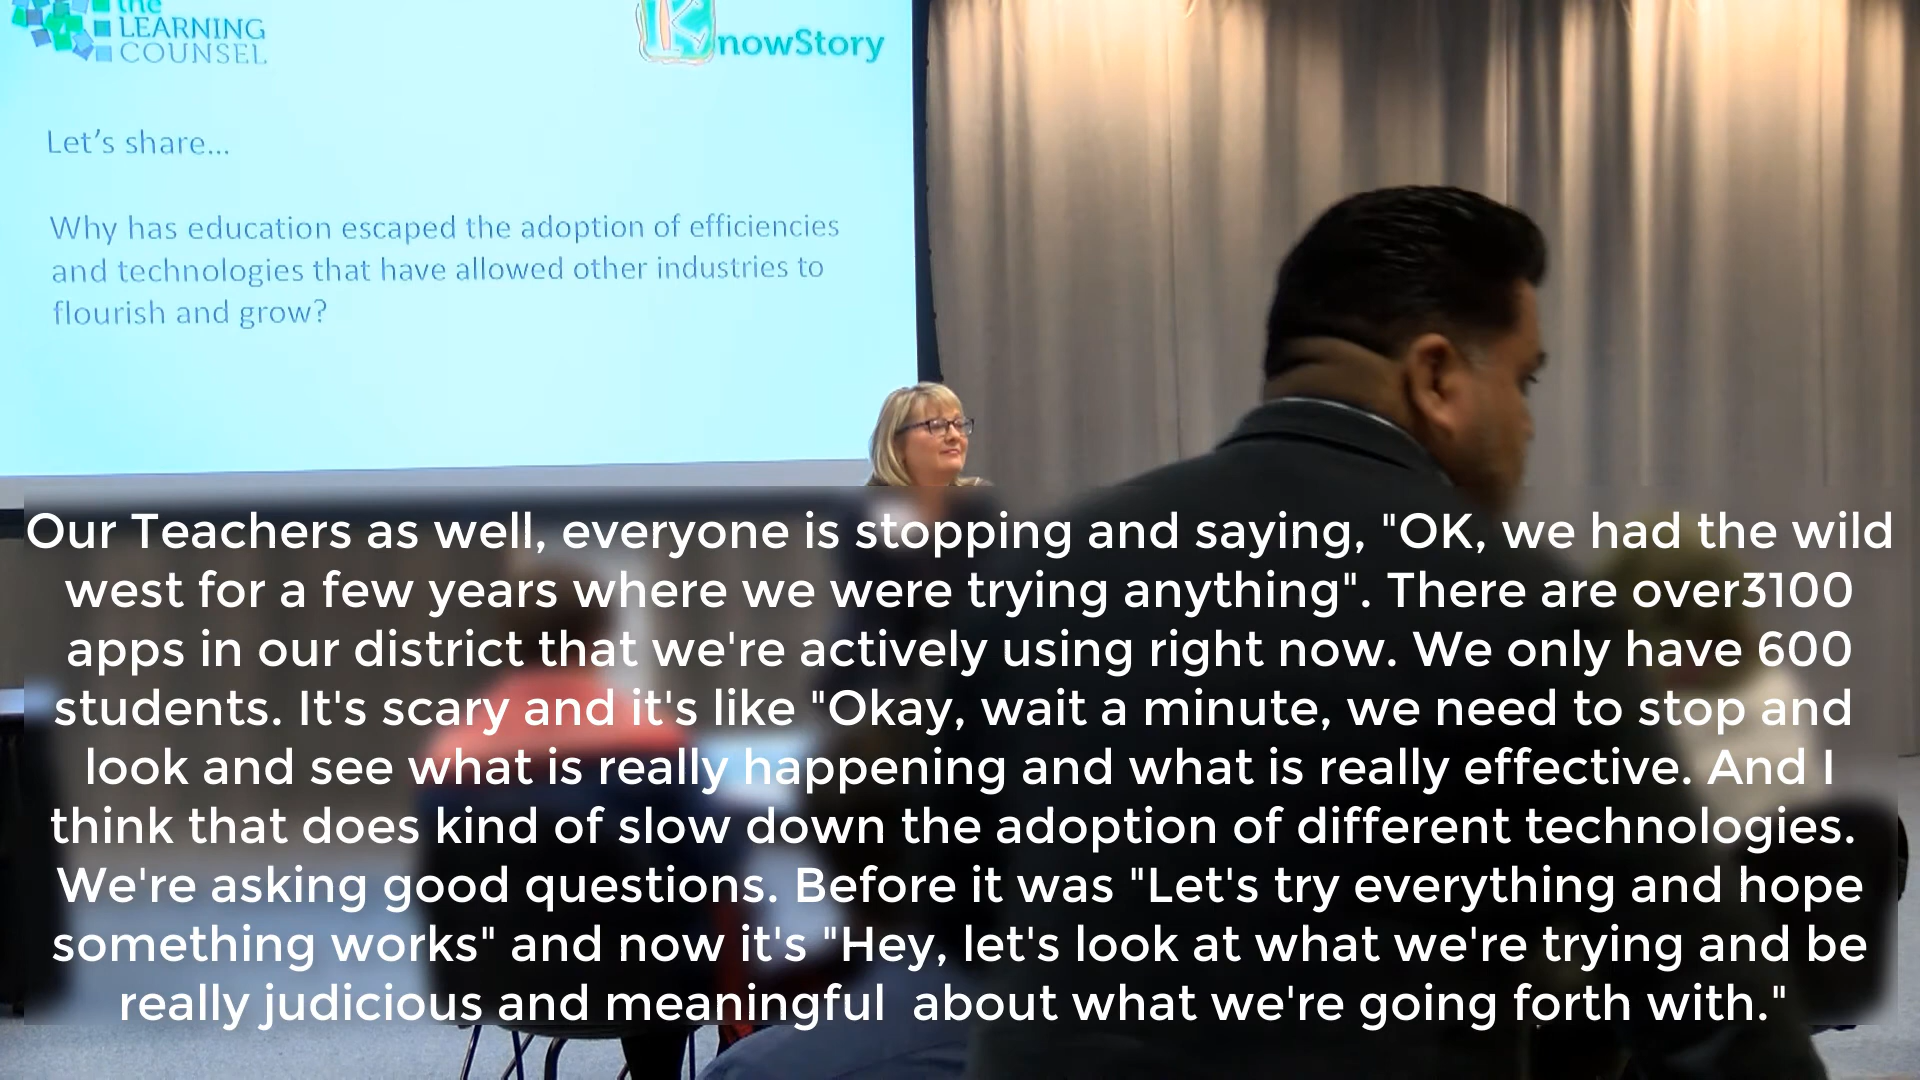 the
LEARNING
COUNSEL
KnowStory
Let's share...
Why has education escaped the adoption of efficiencies
and technologies that have allowed other industries to
flourish and grow?
Our Teachers as well, everyone is stopping and saying, "OK, we had the wild
west for a few years where we were trying anything". There are over3100
apps in our district that we're actively using right now. We only have 600
students. It's scary and it's like "Okay, wait a minute, we need to stop and
look and see what is really happening and what is really effective. And I
think that does kind of slow down the adoption of different technologies.
We're asking good questions. Before it was "Let's try everything and hope
something works" and now it's "Hey, let's look at what we're trying and be
really judicious and meaningful  about what we're going forth with."